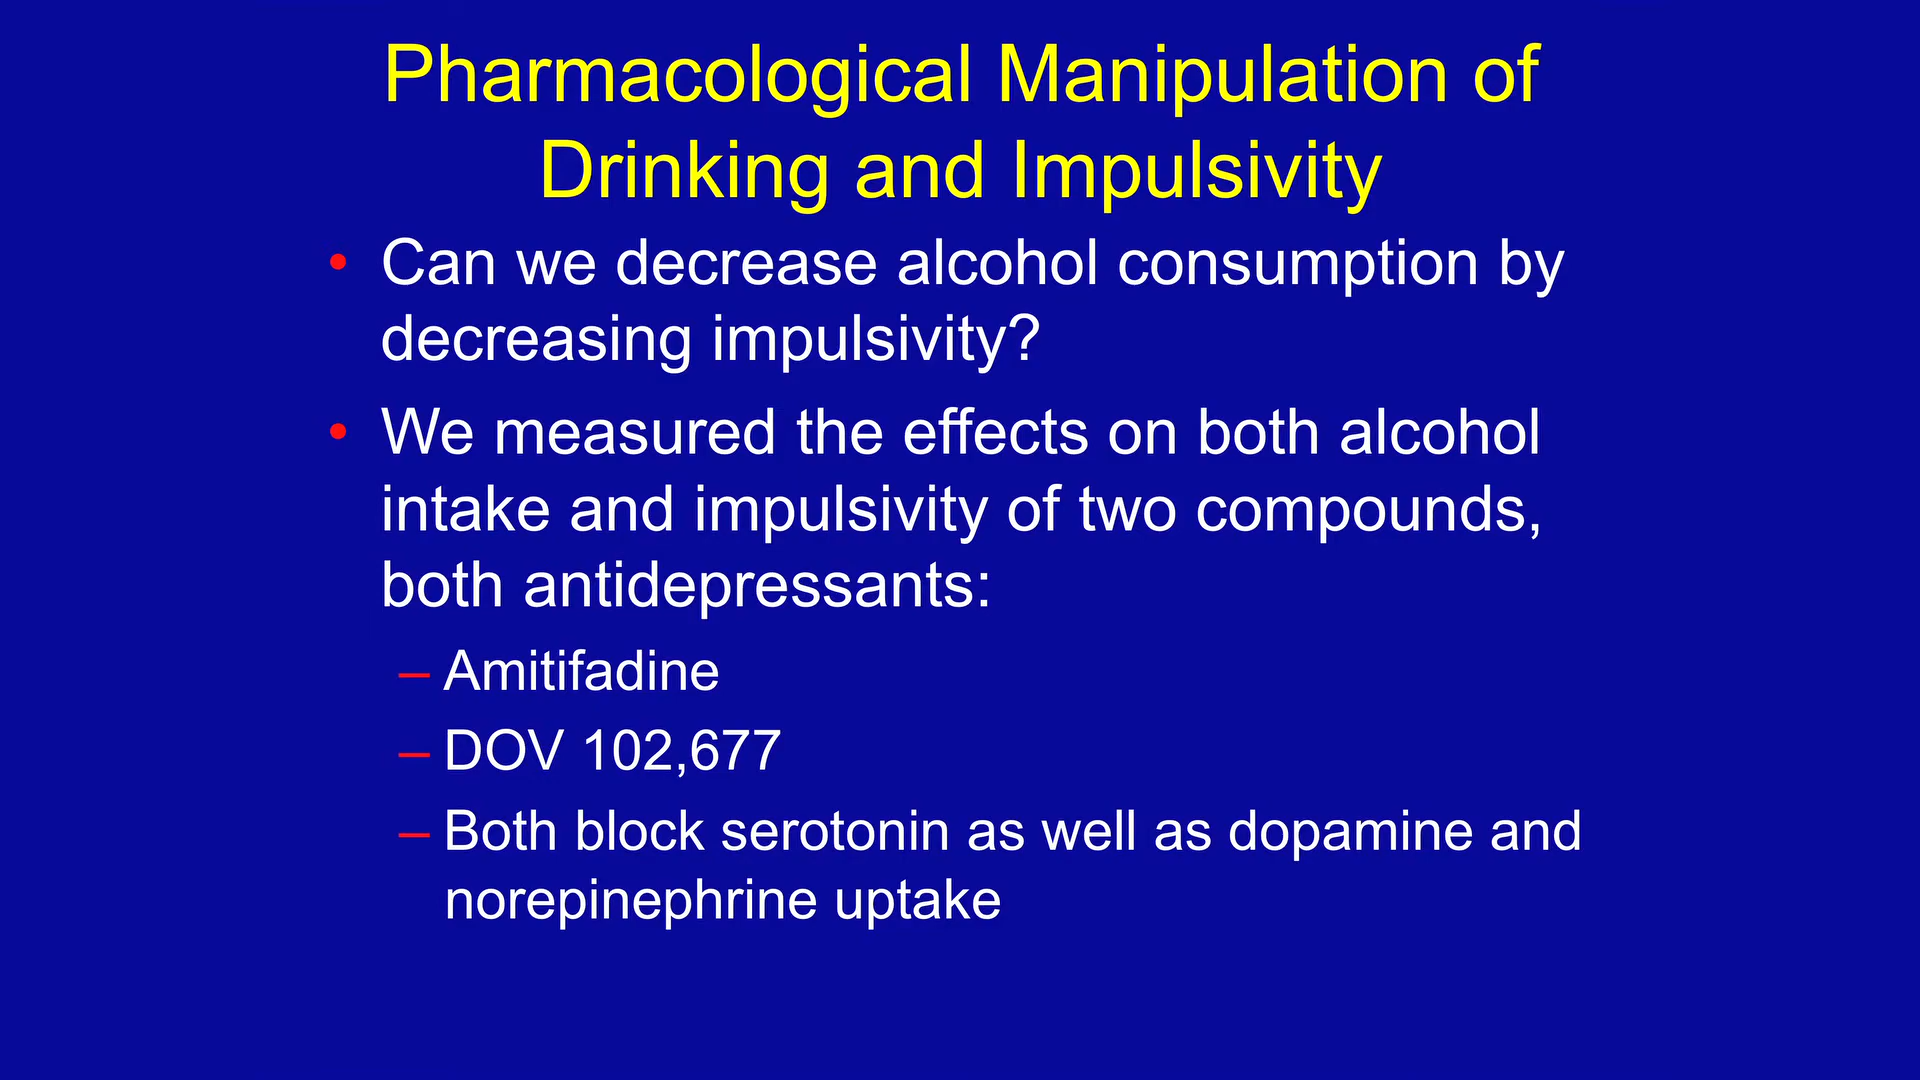 Pharmacological Manipulation of
Drinking and Impulsivity
• Can we decrease alcohol consumption by
decreasing impulsivity?
• We measured the effects on both alcohol
intake and impulsivity of two compounds,
both antidepressants:
– Amitifadine
– DOV 102,677
– Both block serotonin as well as dopamine and
norepinephrine uptake